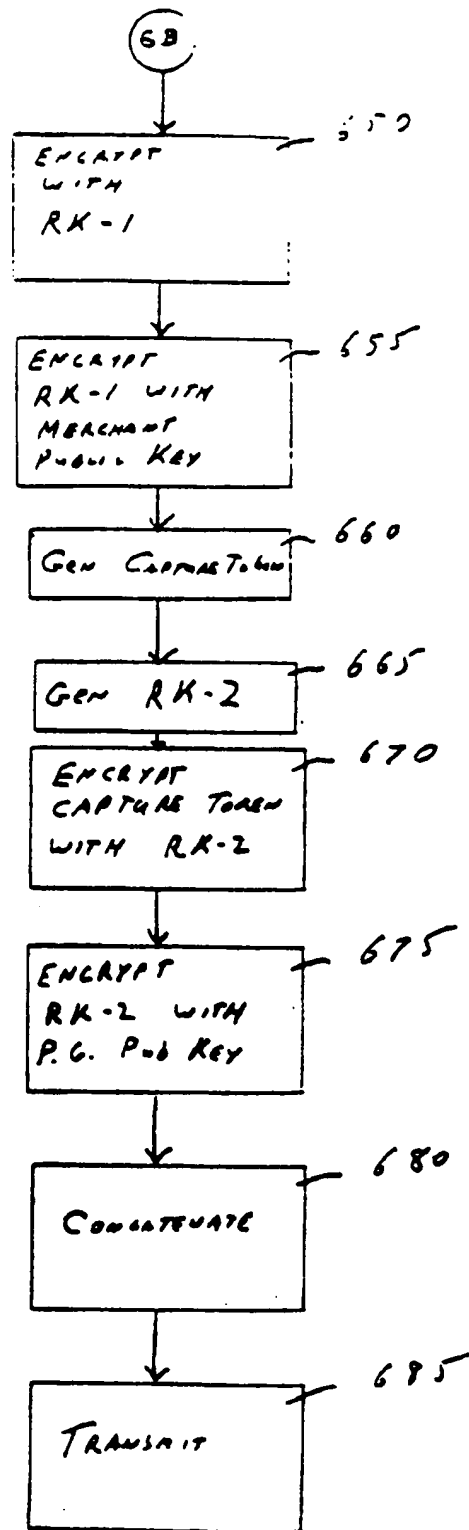 6B
650
ENCRYPT
WITH
RK-1
655
ENCRYPT
RK-1 WITH
MERCHANT
PUBLIC KEY
660
GEN CAPTURE TOKEN
665
GEN RK-2
670
ENCRYPT
CAPTURE TOKEN
WITH RK-2
675
ENCRYPT
RK-2 WITH
P.G. PUB KEY
680
CONCATENATE
685
TRANSMIT